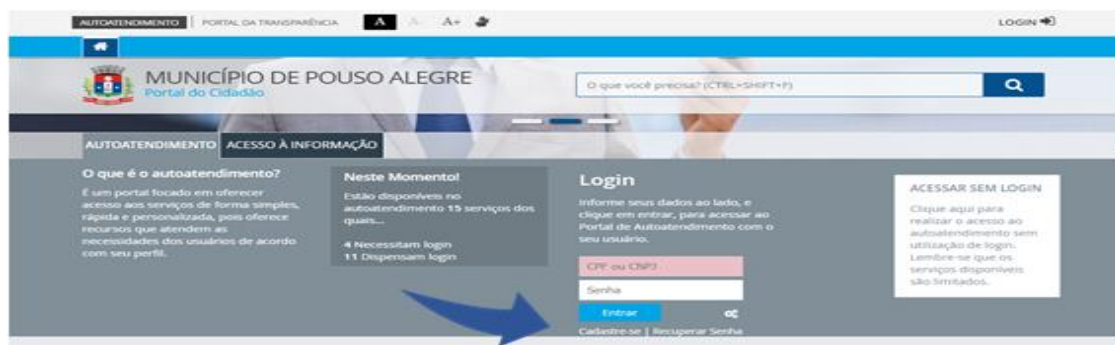 AUTOATENDIMENTO PORTAL DA TRANSPARÊNCIA A A- A+ LOGIN
MUNICÍPIO DE POUSO ALEGRE
Portal do Cidadão
O que você precisa? (CTRL+SHIFT+F)
AUTOATENDIMENTO ACESSO À INFORMAÇÃO
O que é o autoatendimento?
É um portal focado em oferecer
acesso aos serviços de forma simples,
rápida e personalizada, pois oferece
recursos que atendem as
necessidades dos usuários de acordo
com seu perfil.
Neste Momento!
Estão disponíveis no
autoatendimento 15 serviços dos
quais...
4 Necessitam login
11 Dispensam login
Login
Informe seus dados ao lado, e
clique em entrar, para acessar ao
Portal de Autoatendimento com o
seu usuário.
CPF ou CNPJ
Senha
Entrar
Cadastre-se | Recuperar Senha
ACESSAR SEM LOGIN
Clique aqui para
realizar o acesso ao
autoatendimento sem
utilização de login.
Lembre-se que os
serviços disponíveis
são limitados.